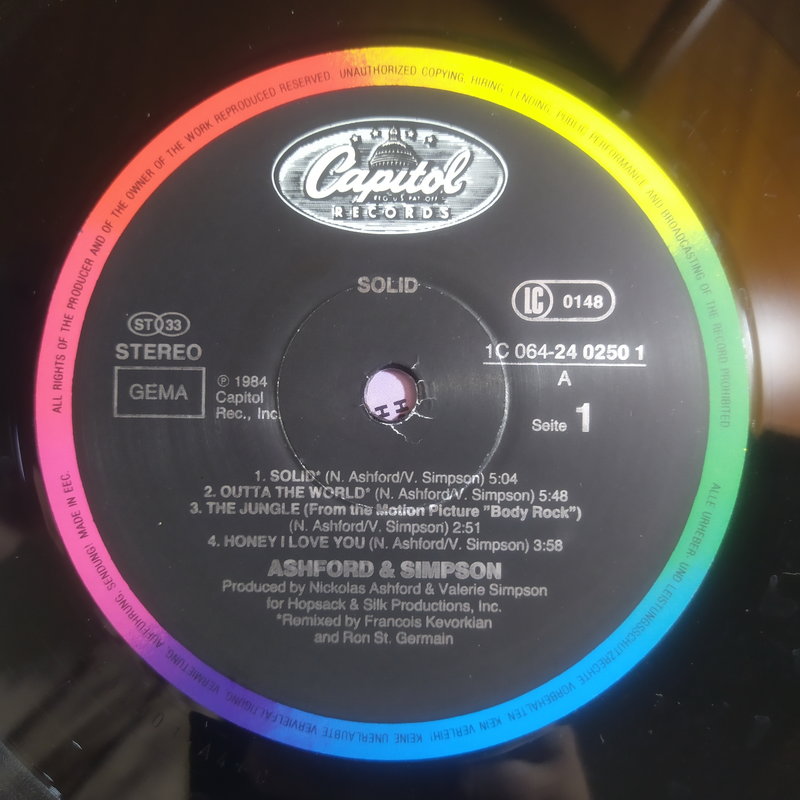 ALL RIGHTS OF THE PRODUCER AND OF THE OWNER OF THE WORK REPRODUCED RESERVED. UNAUTHORIZED COPYING, HIRING, LENDING, PUBLIC PERFORMANCE AND BROADCASTING OF THE RECORD PROHIBITED.
Capitol
REG US PAT OFF
RECORDS
SOLID
LC 0148
ST 33
STEREO
GEMA
℗ 1984
Capitol
Rec., Inc.
1C 064-24 0250 1
A
Seite 1
1. SOLID* (N. Ashford/V. Simpson) 5:04
2. OUTTA THE WORLD* (N. Ashford/V. Simpson) 5:48
3. THE JUNGLE (From the Motion Picture "Body Rock")
(N. Ashford/V. Simpson) 2:51
4. HONEY I LOVE YOU (N. Ashford/V. Simpson) 3:58
ASHFORD & SIMPSON
Produced by Nickolas Ashford & Valerie Simpson
for Hopsack & Silk Productions, Inc.
*Remixed by Francois Kevorkian
and Ron St. Germain
ALLE URHEBER- UND LEISTUNGSSCHUTZRECHTE VORBEHALTEN. KEIN VERLEIH! KEINE UNERLAUBTE VERVIELFÄLTIGUNG, VERMIETUNG, AUFFÜHRUNG, SENDUNG! MADE IN EEC.